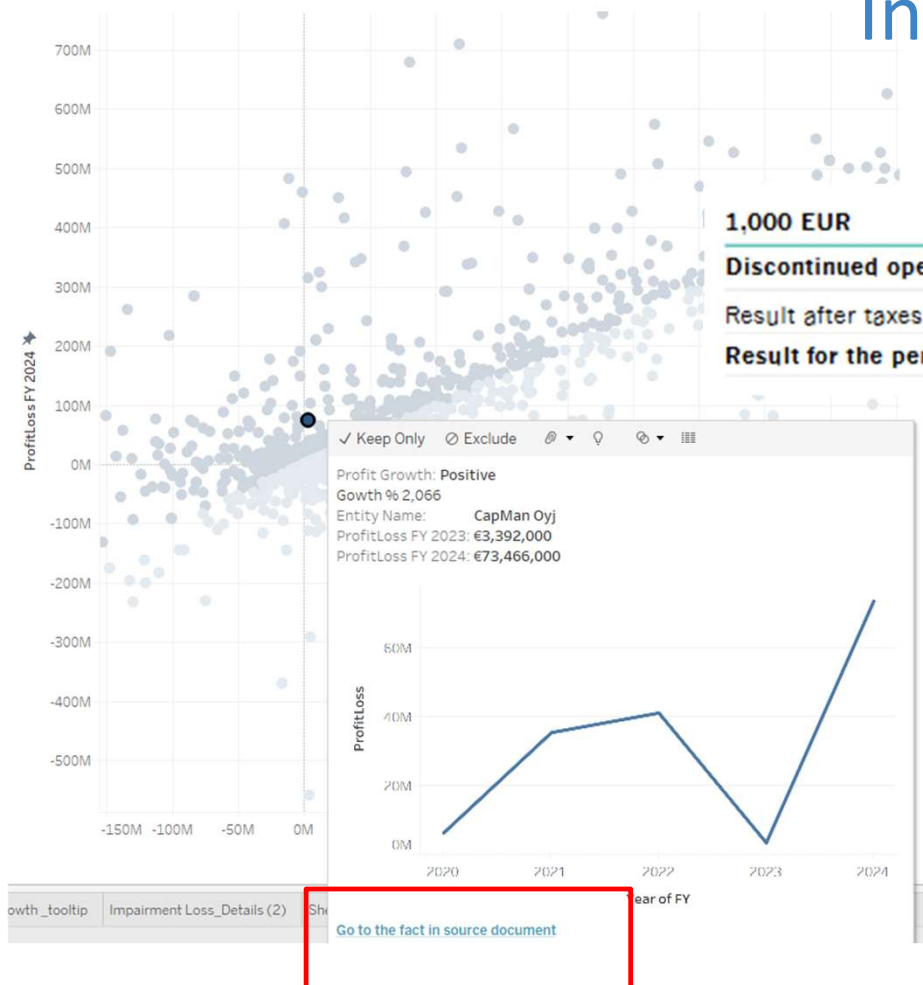 In
700M
600M
500M
400M
300M
200M
100M
0M
-100M
-200M
-300M
-400M
-500M
ProfitLoss FY 2024
-150M -100M -50M 0M
1,000 EUR
Discontinued ope
Result after taxes
Result for the per
Keep Only Exclude
Profit Growth: Positive
Gowth % 2,066
Entity Name: CapMan Oyj
ProfitLoss FY 2023: €3,392,000
ProfitLoss FY 2024: €73,466,000
60M
40M
20M
0M
ProfitLoss
2020 2021 2022 2023 2024
Year of FY
Go to the fact in source document
owth _tooltip Impairment Loss_Details (2) She